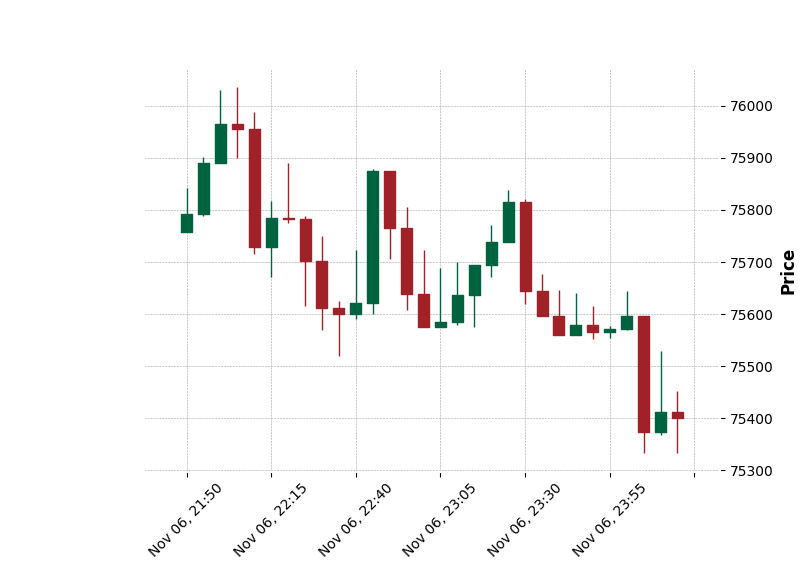 76000
75900
75800
75700
75600
75500
75400
75300
Price
Nov 06, 21:50
Nov 06, 22:15
Nov 06, 22:40
Nov 06, 23:05
Nov 06, 23:30
Nov 06, 23:55